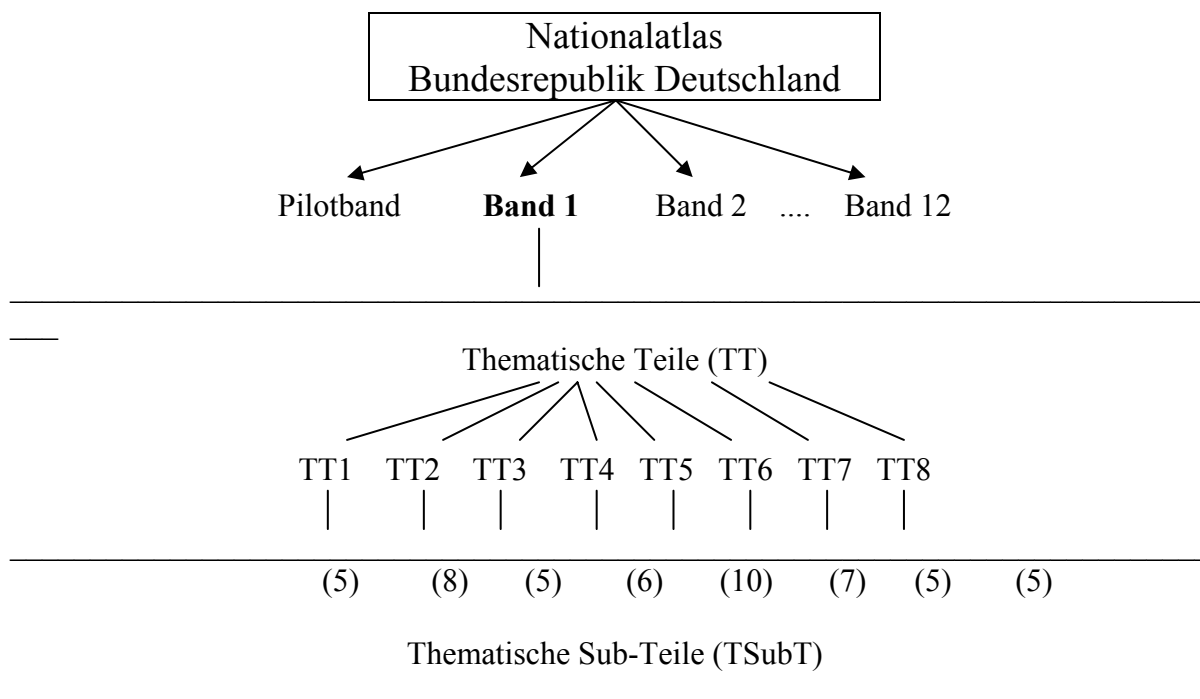 Nationalatlas
Bundesrepublik Deutschland
Pilotband Band 1 Band 2 .... Band 12
Thematische Teile (TT)
TT1 TT2 TT3 TT4 TT5 TT6 TT7 TT8
(5) (8) (5) (6) (10) (7) (5) (5)
Thematische Sub-Teile (TSubT)